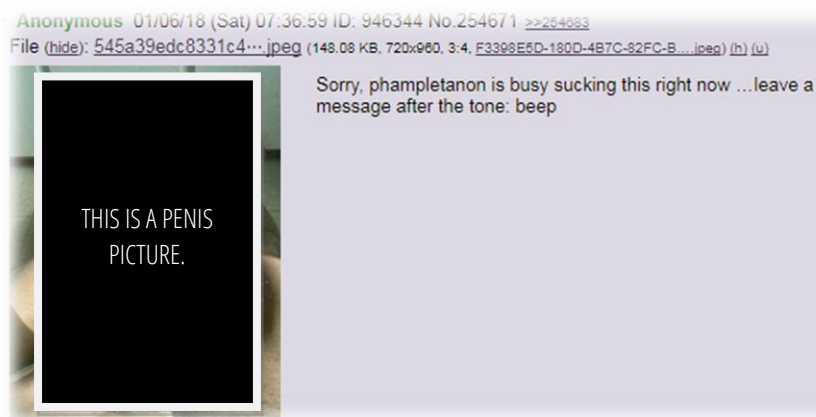 Anonymous 01/06/18 (Sat) 07:36:59 ID: 946344 No.254671 >>254683
File (hide): 545a39edc8331c4···.jpeg (148.08 KB, 720x960, 3:4, F3398E5D-180D-4B7C-82FC-B....jpeg) (h) (u)
Sorry, phampletanon is busy sucking this right now …leave a
message after the tone: beep
THIS IS A PENIS
PICTURE.